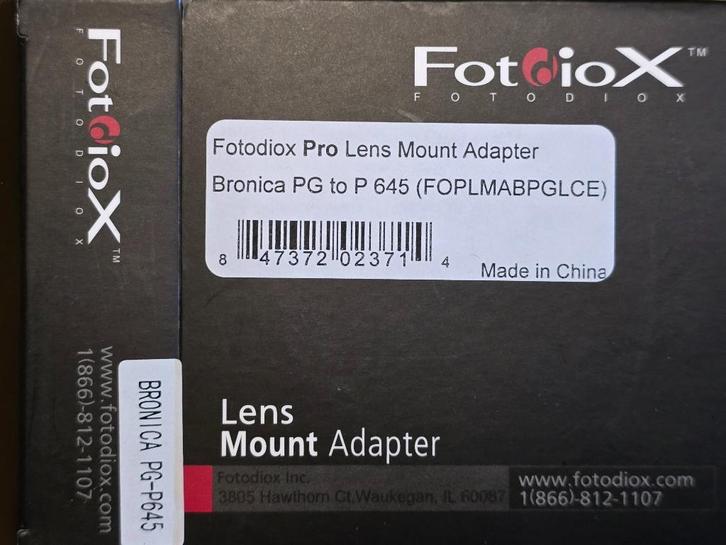 FotodioX™
FOTODIOX
www.fotodiox.com
1(866)-812-1107
BRONICA PG-P645
FotodioX™
FOTODIOX
Fotodiox Pro Lens Mount Adapter
Bronica PG to P 645 (FOPLMABPGLCE)
8 47372 02371 4
Made in China
Lens
Mount Adapter
Fotodiox Inc.
3805 Hawthorn Ct,Waukegan, IL 60087
www.fotodiox.com
1(866)-812-1107